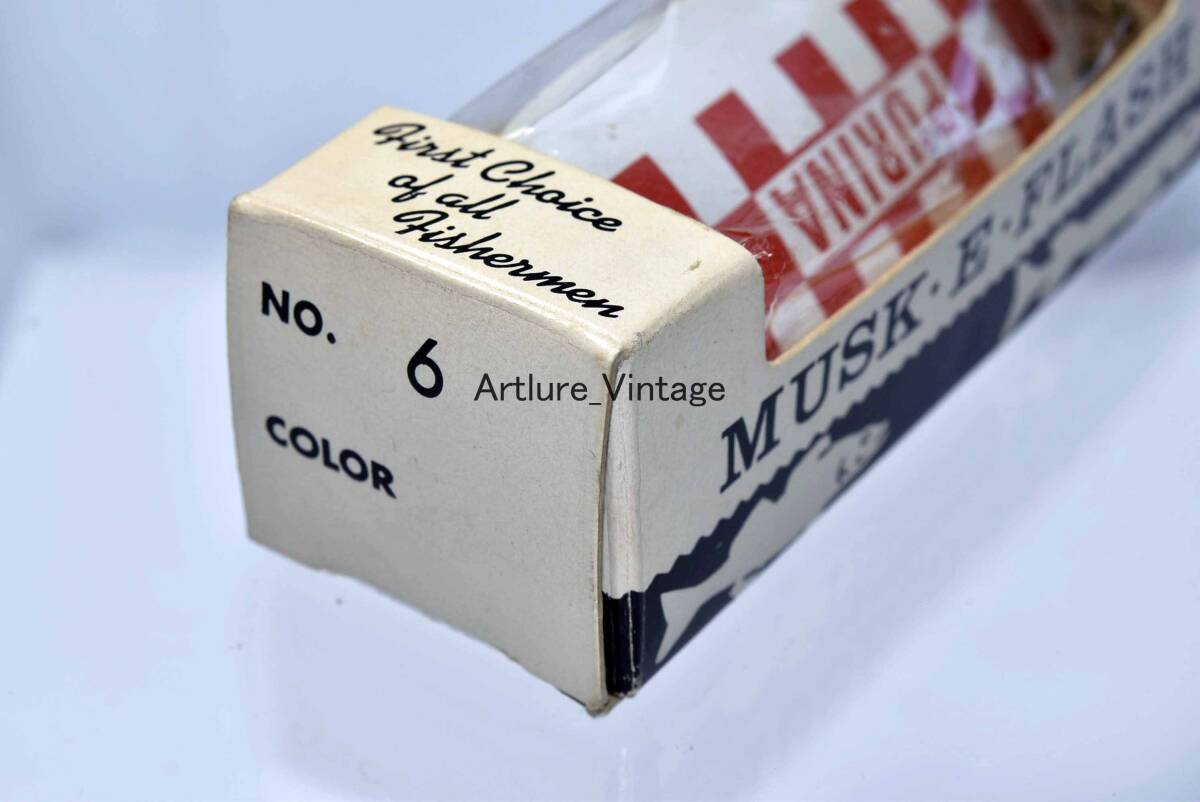 First Choice
of all
Fishermen
NO. 6
COLOR
MUSK·E·FLASH
PURINA
Artlure_Vintage